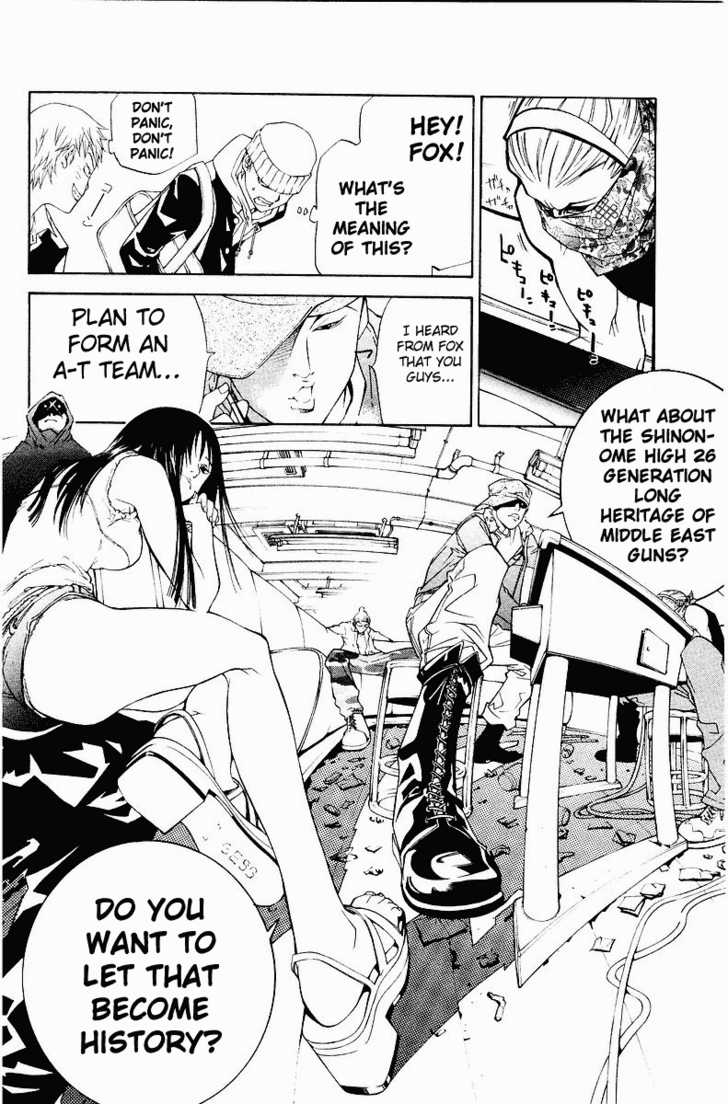 HEY!
FOX!
WHAT'S
THE
MEANING
OF THIS?
DON'T
PANIC,
DON'T
PANIC!
I HEARD
FROM FOX
THAT YOU
GUYS...
PLAN TO
FORM AN
A-T TEAM...
WHAT ABOUT
THE SHINON-
OME HIGH 26
GENERATION
LONG
HERITAGE OF
MIDDLE EAST
GUNS?
DO YOU
WANT TO
LET THAT
BECOME
HISTORY?